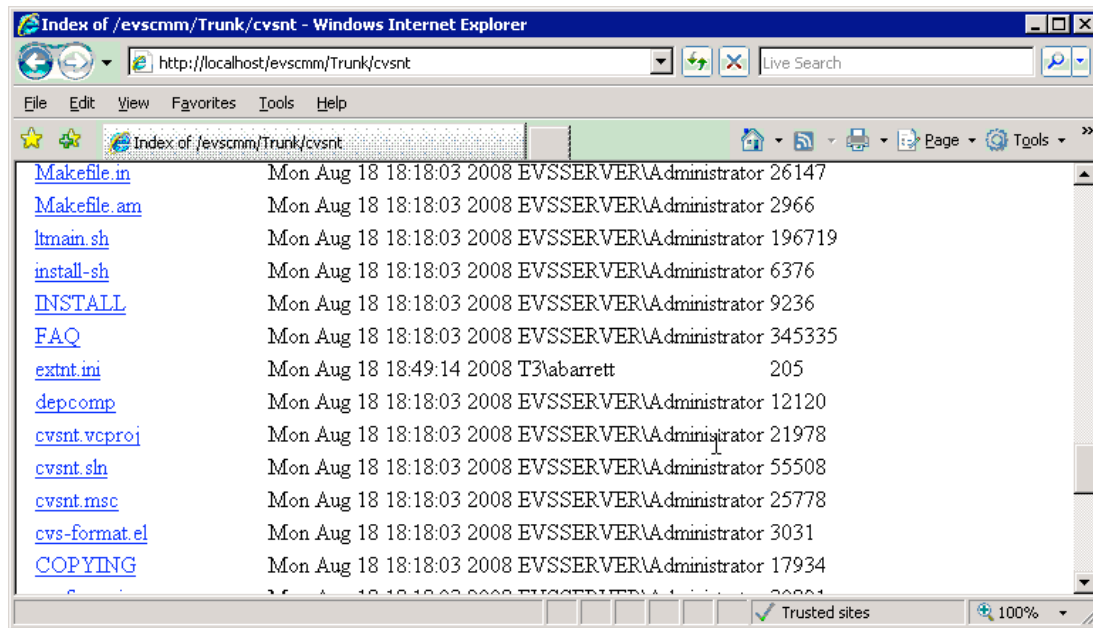 Index of /evscmm/Trunk/cvsnt - Windows Internet Explorer
http://localhost/evscmm/Trunk/cvsnt Live Search
File Edit View Favorites Tools Help
Index of /evscmm/Trunk/cvsnt Page Tools »
Makefile.in Mon Aug 18 18:18:03 2008 EVSSERVER\Administrator 26147
Makefile.am Mon Aug 18 18:18:03 2008 EVSSERVER\Administrator 2966
ltmain.sh Mon Aug 18 18:18:03 2008 EVSSERVER\Administrator 196719
install-sh Mon Aug 18 18:18:03 2008 EVSSERVER\Administrator 6376
INSTALL Mon Aug 18 18:18:03 2008 EVSSERVER\Administrator 9236
FAQ Mon Aug 18 18:18:03 2008 EVSSERVER\Administrator 345335
extnt.ini Mon Aug 18 18:49:14 2008 T3\abarrett 205
depcomp Mon Aug 18 18:18:03 2008 EVSSERVER\Administrator 12120
cvsnt.vcproj Mon Aug 18 18:18:03 2008 EVSSERVER\Administrator 21978
cvsnt.sln Mon Aug 18 18:18:03 2008 EVSSERVER\Administrator 55508
cvsnt.msc Mon Aug 18 18:18:03 2008 EVSSERVER\Administrator 25778
cvs-format.el Mon Aug 18 18:18:03 2008 EVSSERVER\Administrator 3031
COPYING Mon Aug 18 18:18:03 2008 EVSSERVER\Administrator 17934
Trusted sites 100%